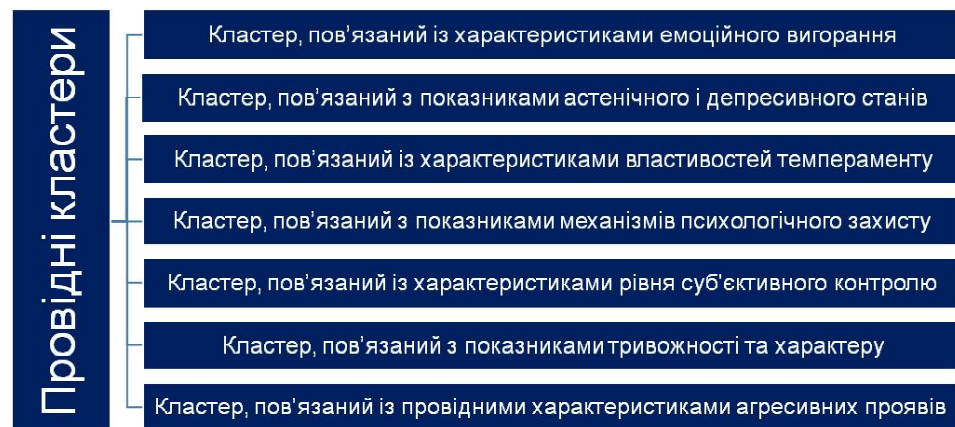 Провідні кластери
Кластер, пов’язаний із характеристиками емоційного вигорання
Кластер, пов’язаний з показниками астенічного і депресивного станів
Кластер, пов’язаний із характеристиками властивостей темпераменту
Кластер, пов’язаний з показниками механізмів психологічного захисту
Кластер, пов’язаний із характеристиками рівня суб'єктивного контролю
Кластер, пов’язаний з показниками тривожності та характеру
Кластер, пов’язаний із провідними характеристиками агресивних проявів